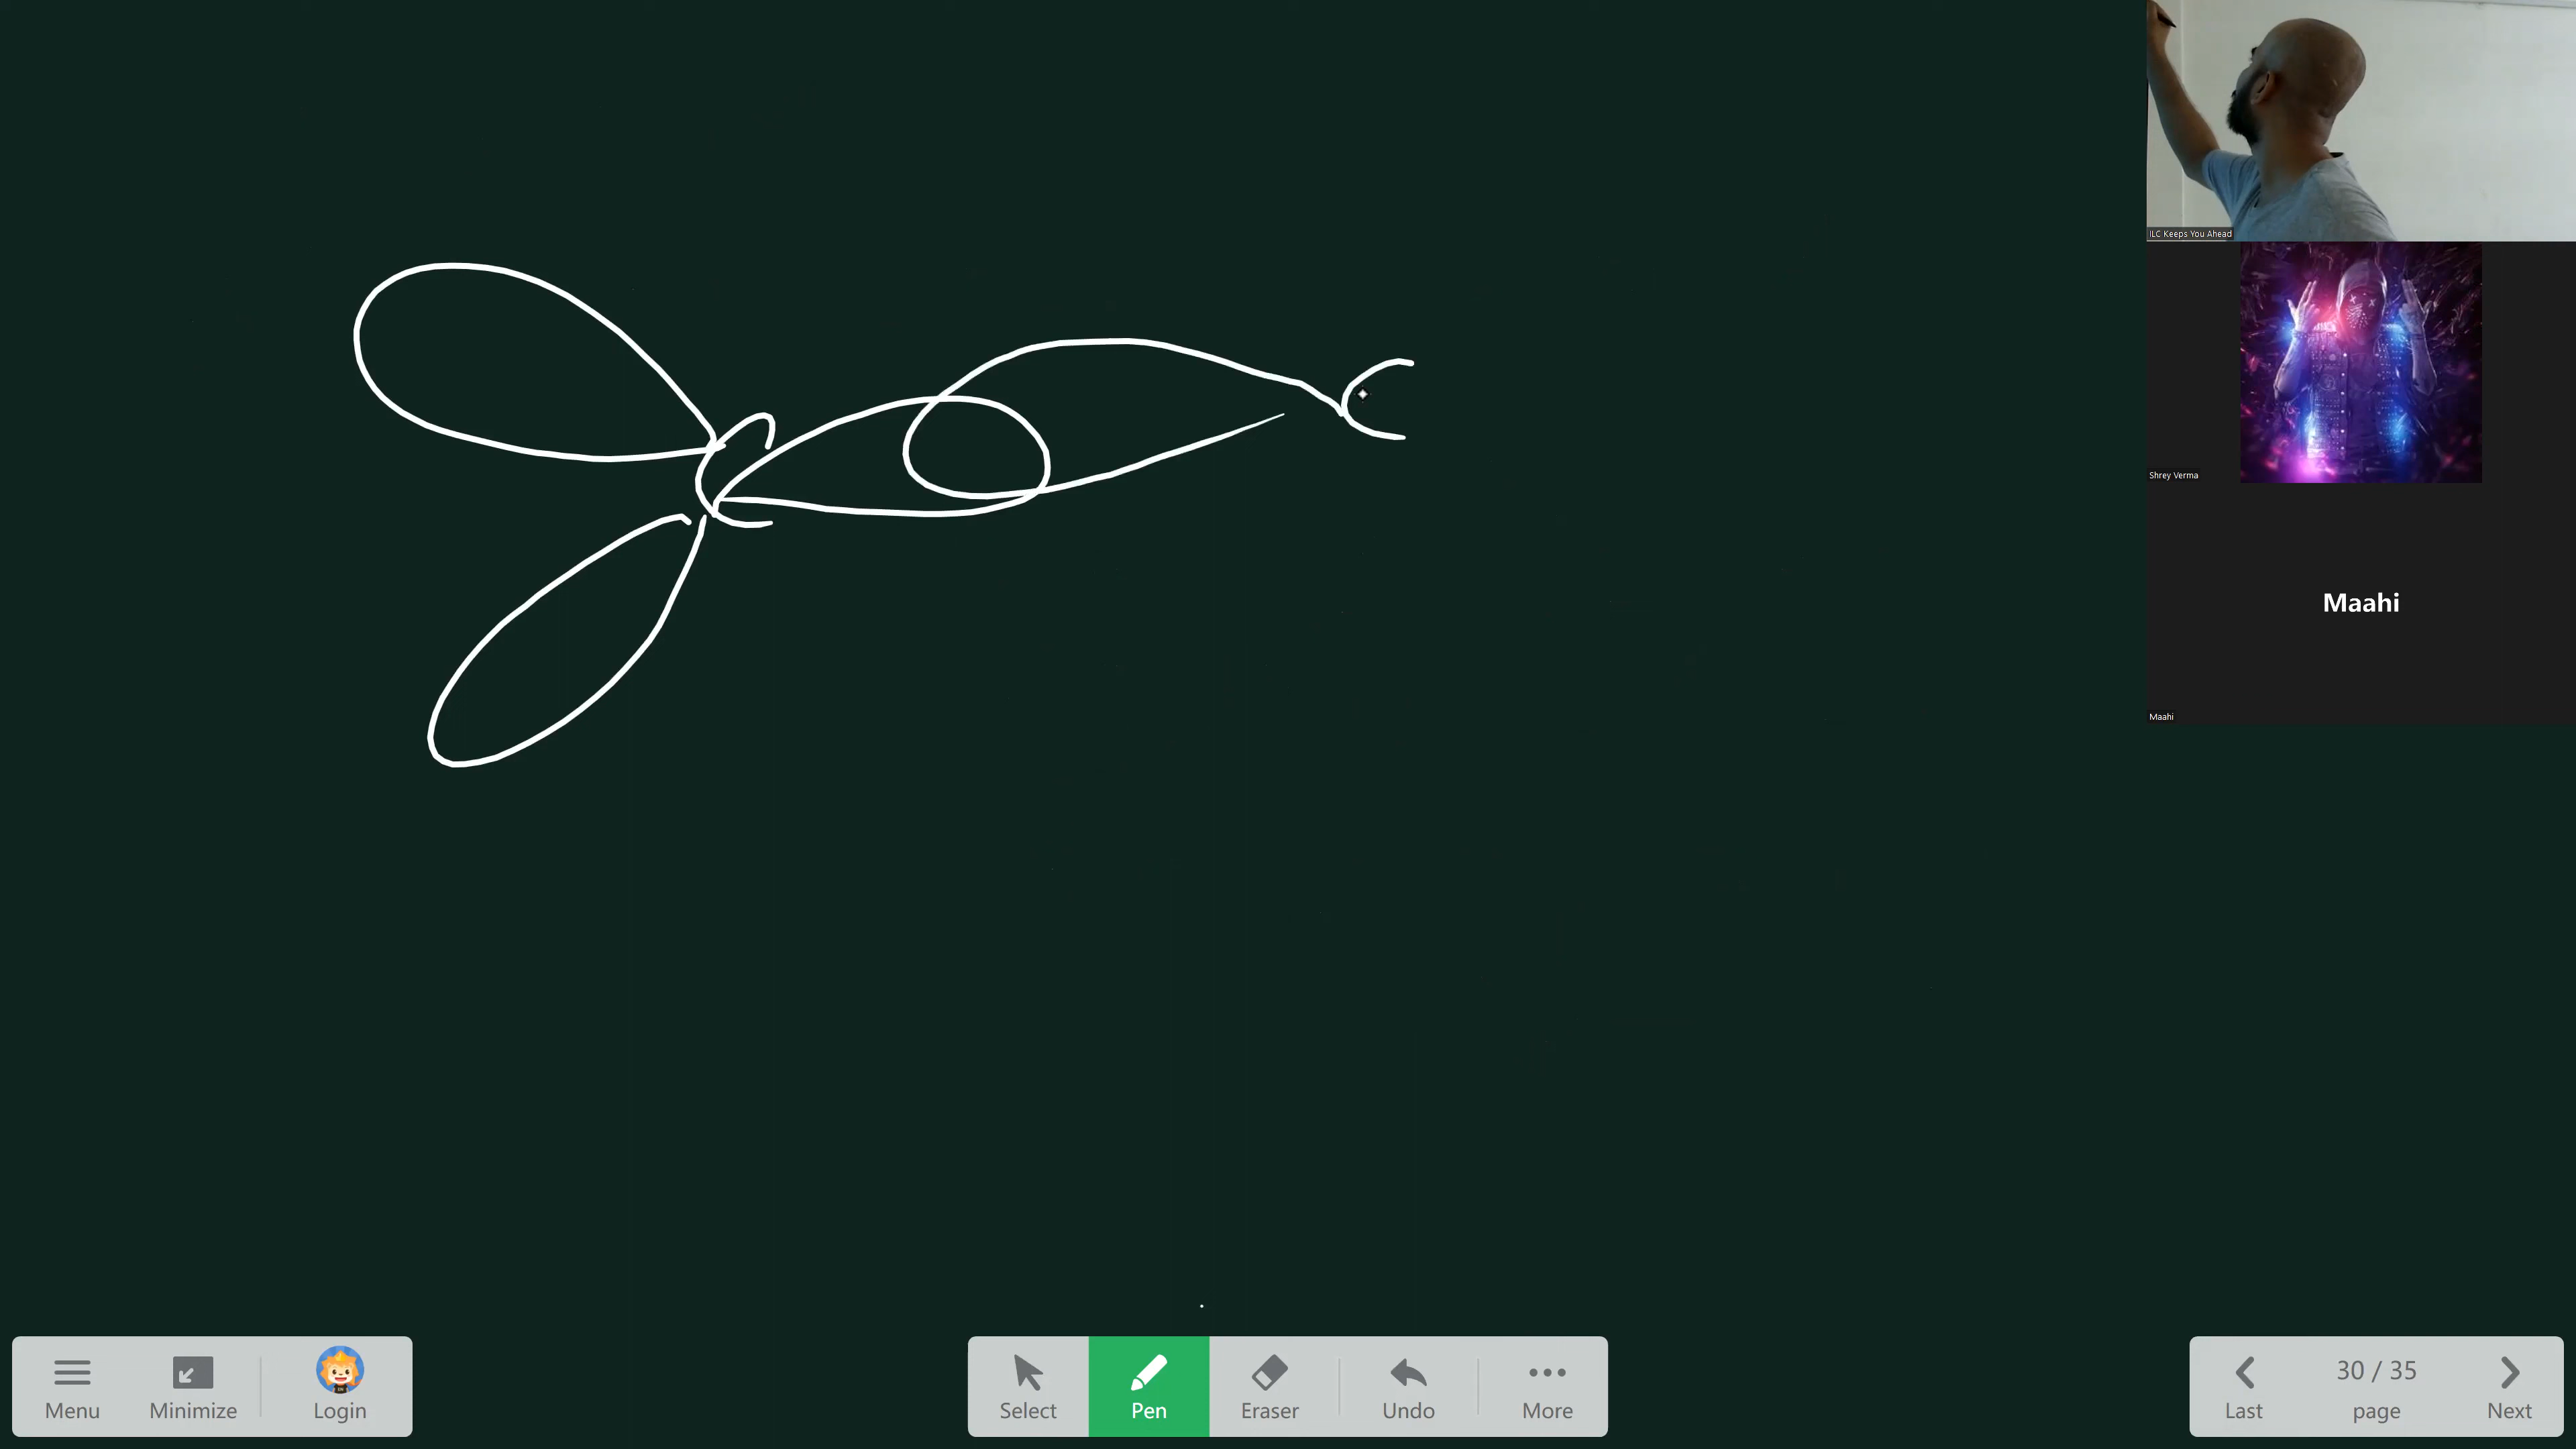 ILC Keeps You Ahead
Shrey Verma
Maahi
Maahi
Menu
Minimize
Login
Select
Pen
Eraser
Undo
More
Last
30 / 35
page
Next